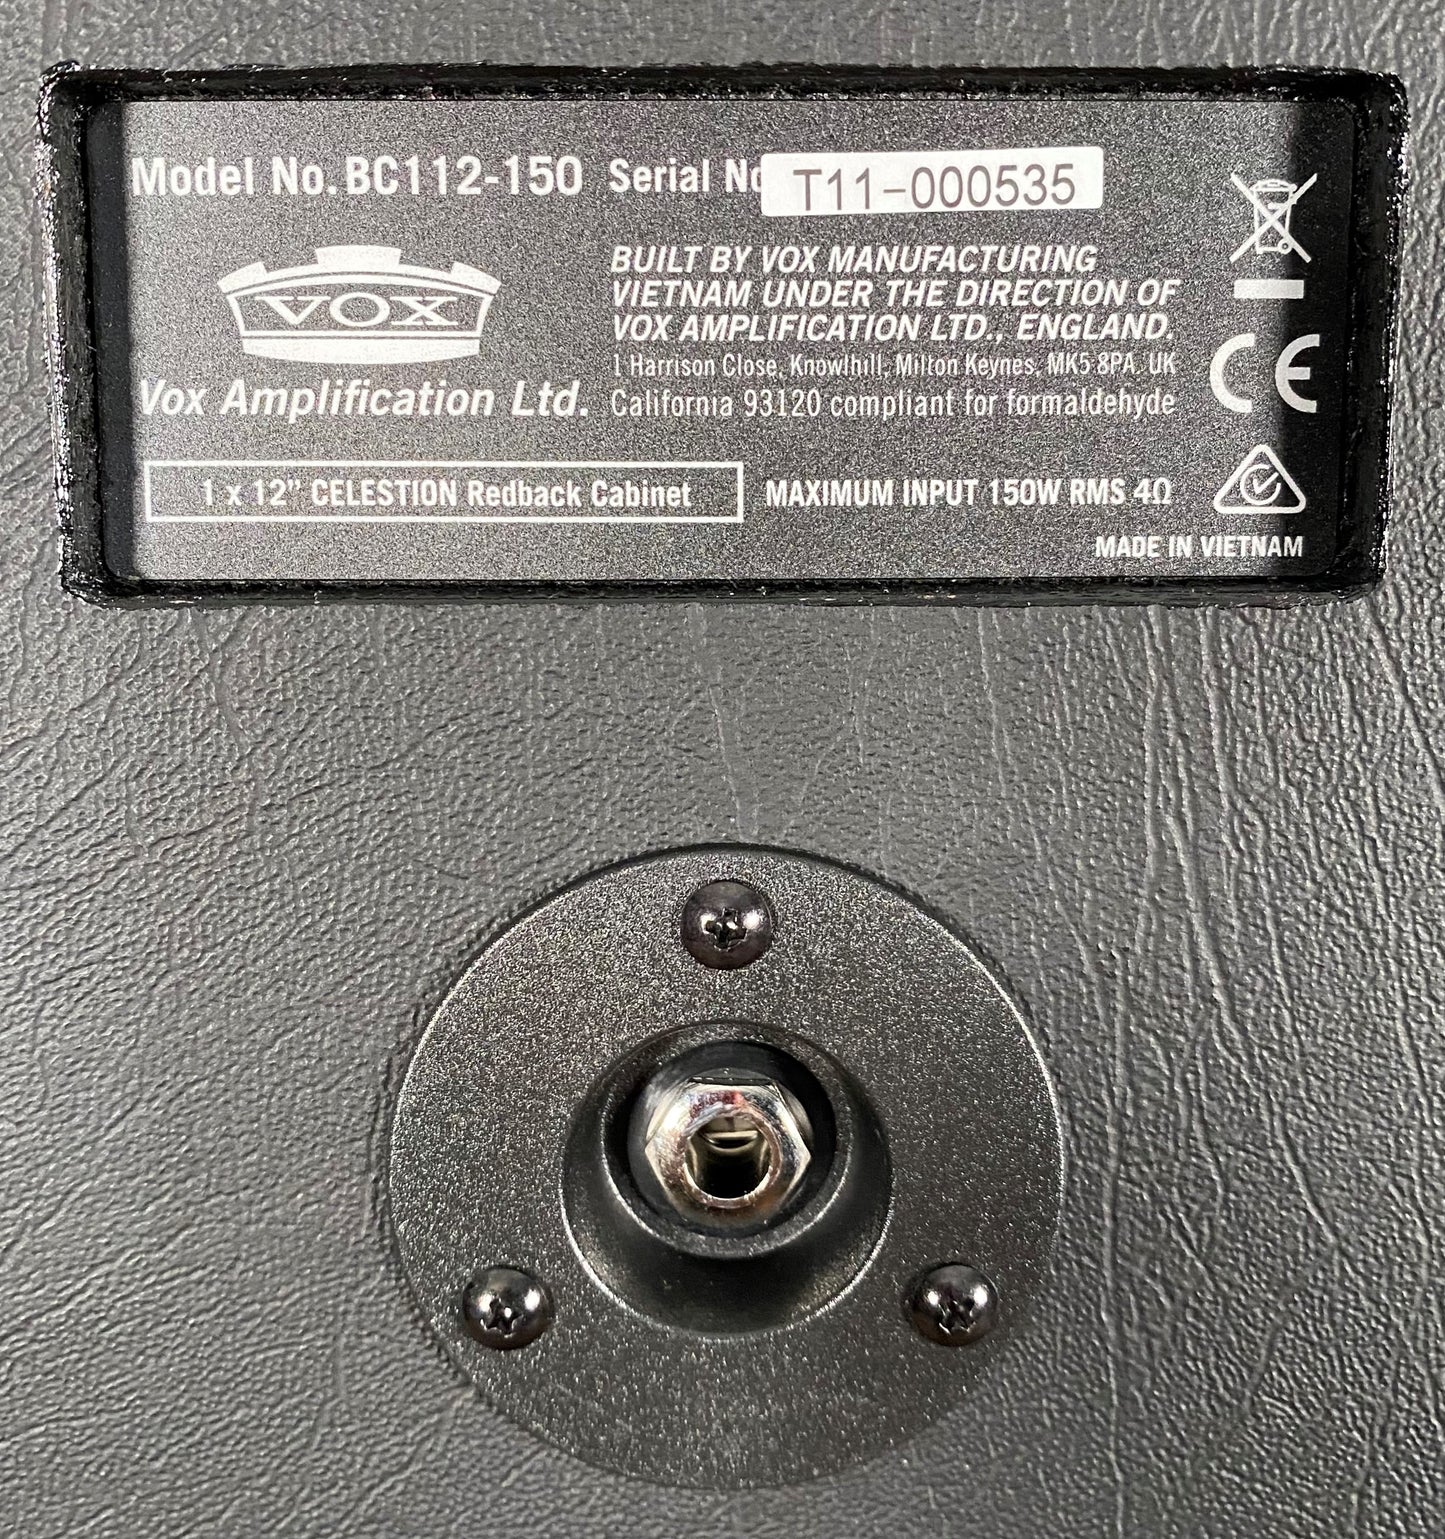 Model No. BC112-150 Serial No T11-000535
VOX
Vox Amplification Ltd.
BUILT BY VOX MANUFACTURING
VIETNAM UNDER THE DIRECTION OF
VOX AMPLIFICATION LTD., ENGLAND.
1 Harrison Close, Knowlhill, Milton Keynes, MK5 8PA. UK
California 93120 compliant for formaldehyde
CE
1 x 12" CELESTION Redback Cabinet
MAXIMUM INPUT 150W RMS 4Ω
MADE IN VIETNAM